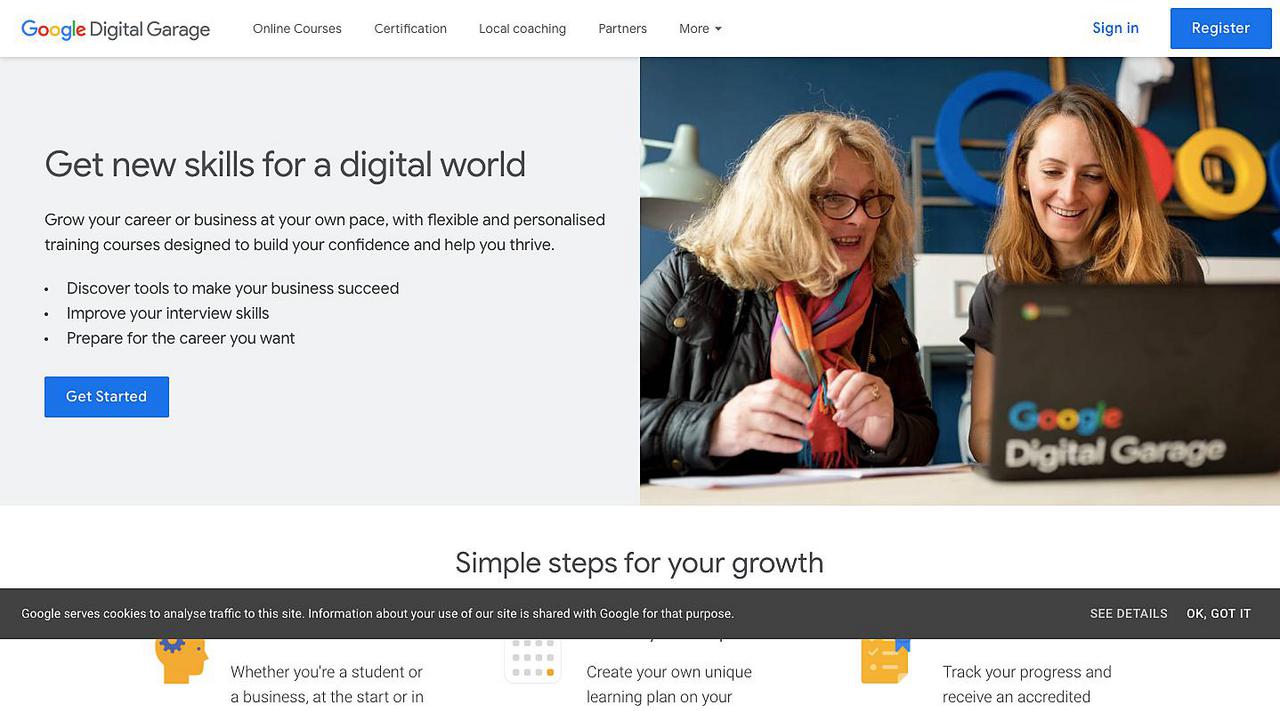 Google Digital Garage
Online Courses
Certification
Local coaching
Partners
More
Sign in
Register
Get new skills for a digital world
Grow your career or business at your own pace, with flexible and personalised
training courses designed to build your confidence and help you thrive.
• Discover tools to make your business succeed
• Improve your interview skills
• Prepare for the career you want
Get Started
Google
Digital Garage
Simple steps for your growth
Google serves cookies to analyse traffic to this site. Information about your use of our site is shared with Google for that purpose.
SEE DETAILS
OK, GOT IT
Whether you're a student or
a business, at the start or in
Create your own unique
learning plan on your
Track your progress and
receive an accredited